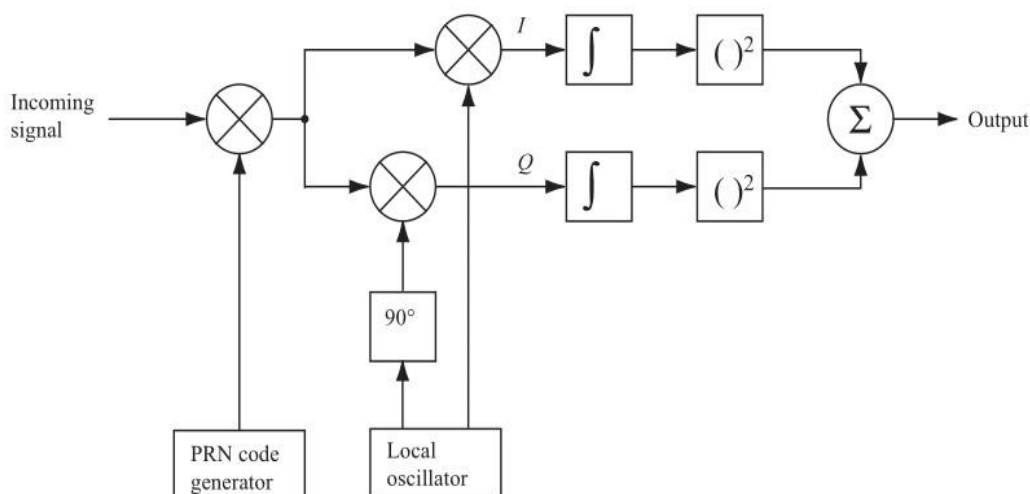 I
∫
( )²
Incoming
signal
Σ
Output
Q
∫
( )²
90°
PRN code
generator
Local
oscillator